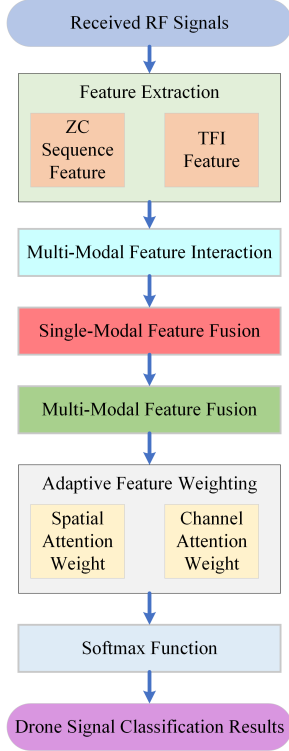 Received RF Signals
Feature Extraction
ZC
Sequence
Feature
TFI
Feature
Multi-Modal Feature Interaction
Single-Modal Feature Fusion
Multi-Modal Feature Fusion
Adaptive Feature Weighting
Spatial
Attention
Weight
Channel
Attention
Weight
Softmax Function
Drone Signal Classification Results